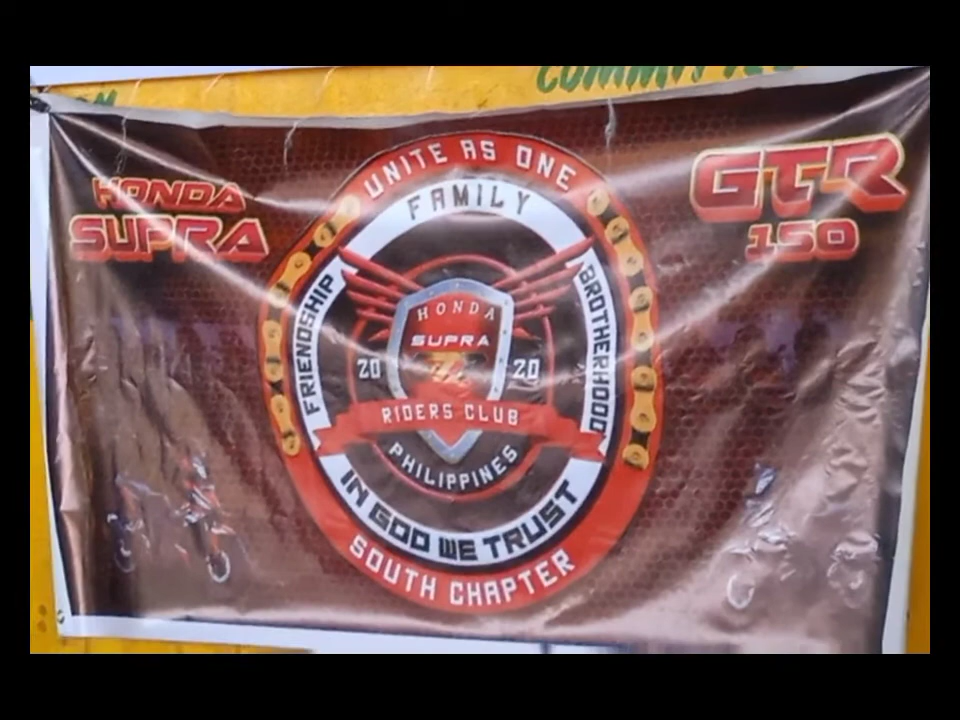 COMMITTEE
HONDA
SUPRA
GTR
150
UNITE AS ONE
FAMILY
FRIENDSHIP
BROTHERHOOD
HONDA
SUPRA
20 20
RIDERS CLUB
PHILIPPINES
IN GOD WE TRUST
SOUTH CHAPTER